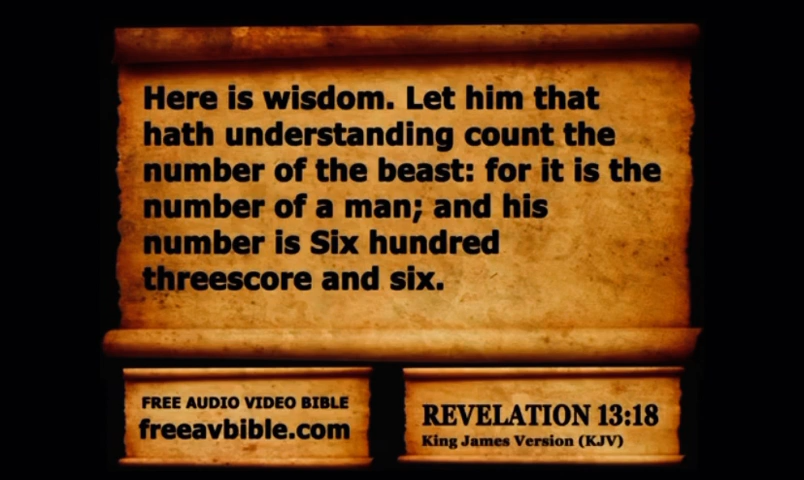 Here is wisdom. Let him that
hath understanding count the
number of the beast: for it is the
number of a man; and his
number is Six hundred
threescore and six.
FREE AUDIO VIDEO BIBLE
freeavbible.com
REVELATION 13:18
King James Version (KJV)